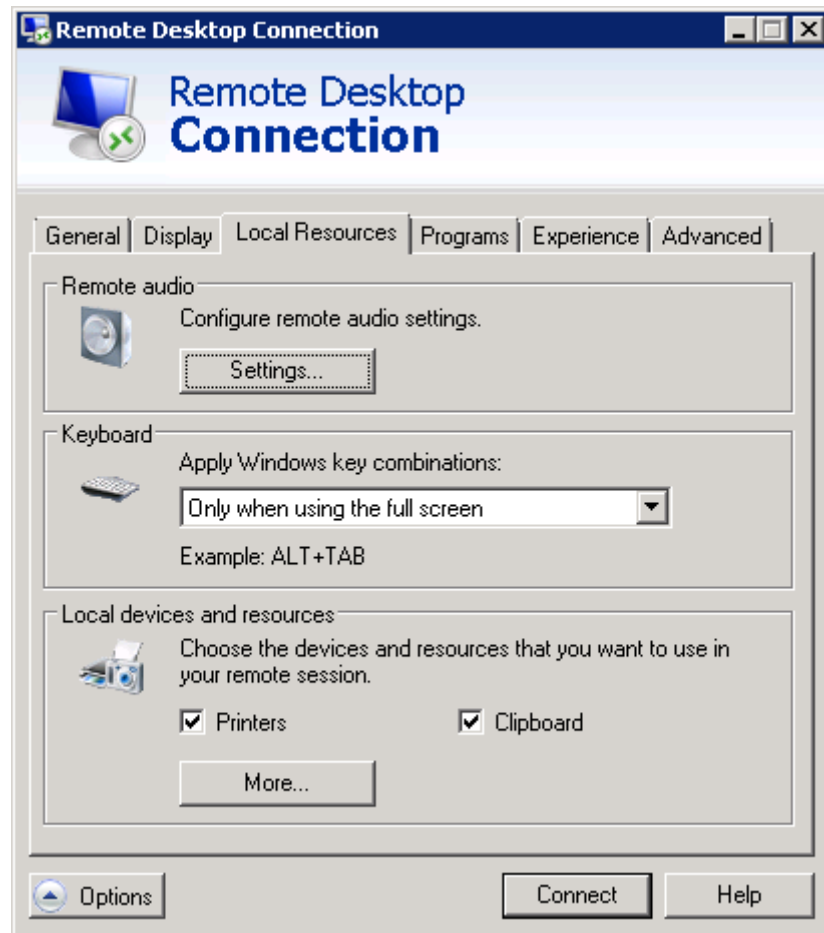 Remote Desktop Connection
Remote Desktop
Connection
General Display Local Resources Programs Experience Advanced
Remote audio
Configure remote audio settings.
Settings...
Keyboard
Apply Windows key combinations:
Only when using the full screen
Example: ALT+TAB
Local devices and resources
Choose the devices and resources that you want to use in
your remote session.
Printers Clipboard
More...
Options Connect Help